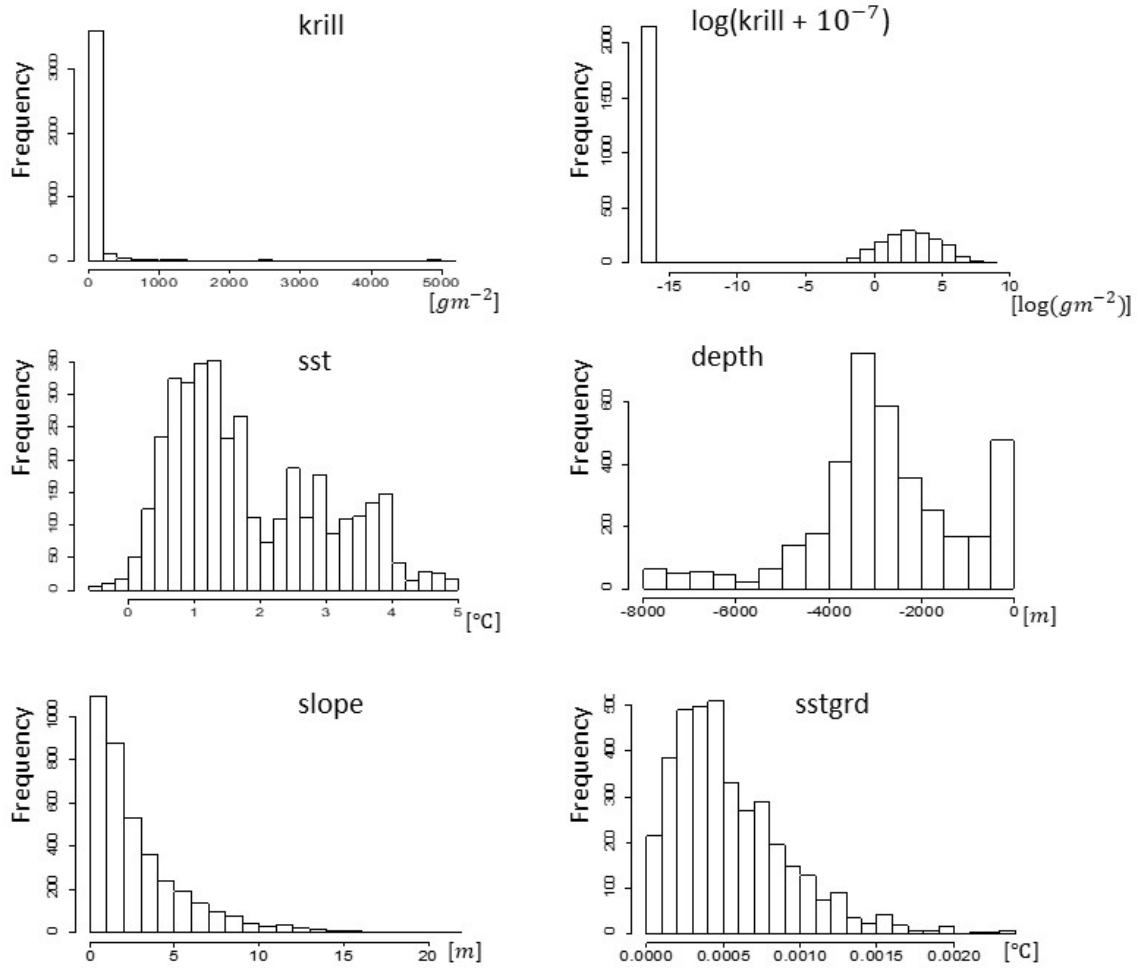 krill
Frequency
0 1000 2000 3000
0 1000 2000 3000 4000 5000
[gm⁻²]
log(krill + 10⁻⁷)
Frequency
0 500 1000 1500 2000
-15 -10 -5 0 5 10
[log(gm⁻²)]
sst
Frequency
0 50 100 150 200 250 300 350
0 1 2 3 4 5
[°C]
depth
Frequency
0 200 400 600
-8000 -6000 -4000 -2000 0
[m]
slope
Frequency
0 200 400 600 800 1000
0 5 10 15 20
[m]
sstgrd
Frequency
0 100 200 300 400 500
0.0000 0.0005 0.0010 0.0015 0.0020
[°C]